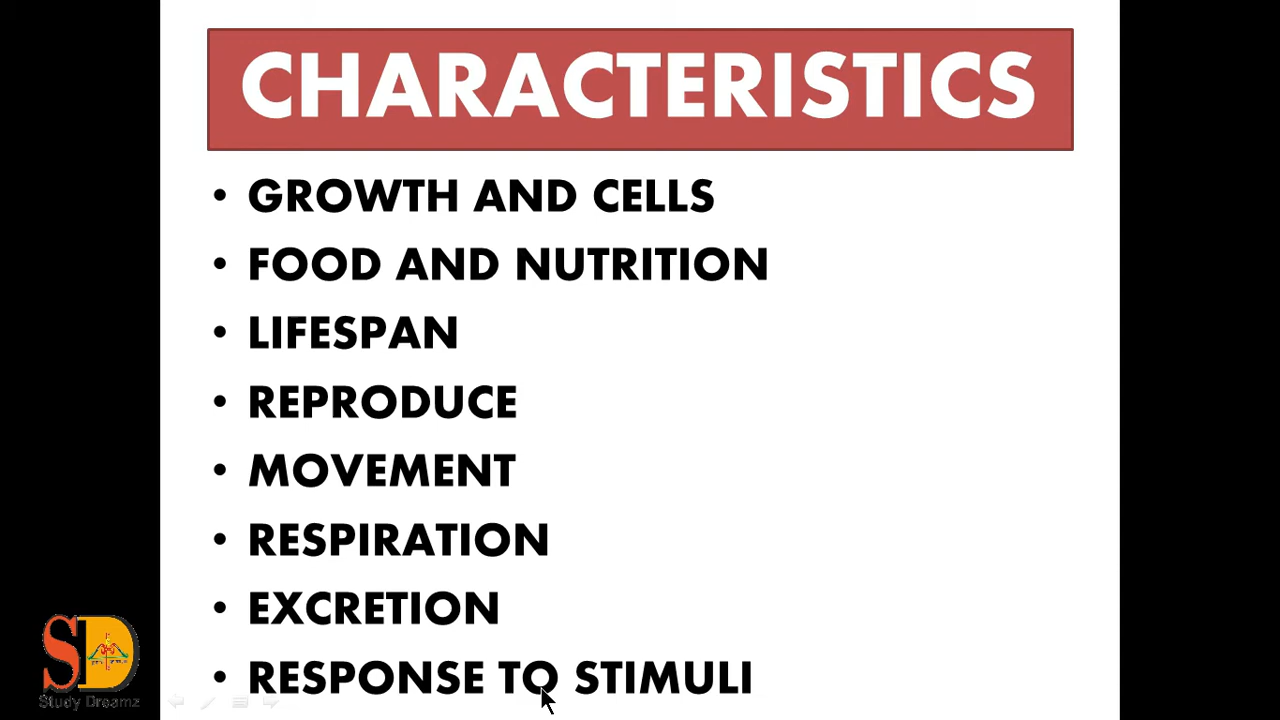 CHARACTERISTICS
• GROWTH AND CELLS
• FOOD AND NUTRITION
• LIFESPAN
• REPRODUCE
• MOVEMENT
• RESPIRATION
• EXCRETION
• RESPONSE TO STIMULI
SD
Study Dreamz